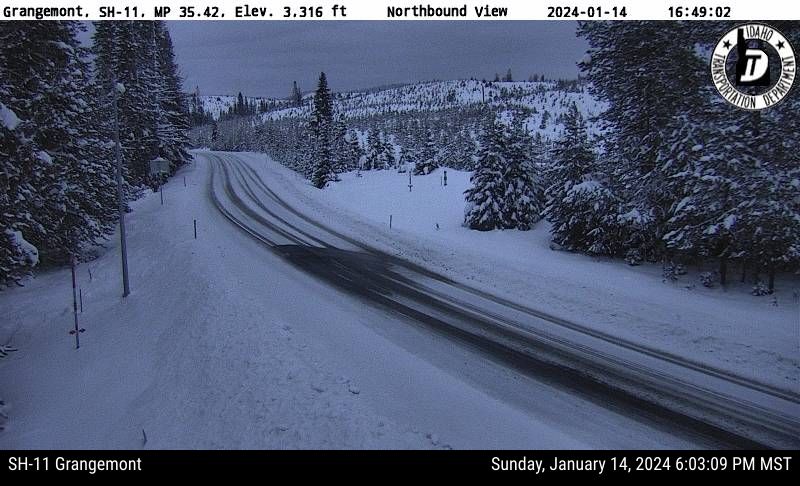 Grangemont, SH-11, MP 35.42, Elev. 3,316 ft Northbound View 2024-01-14 16:49:02
IDAHO
TRANSPORTATION DEPARTMENT
SH-11 Grangemont Sunday, January 14, 2024 6:03:09 PM MST